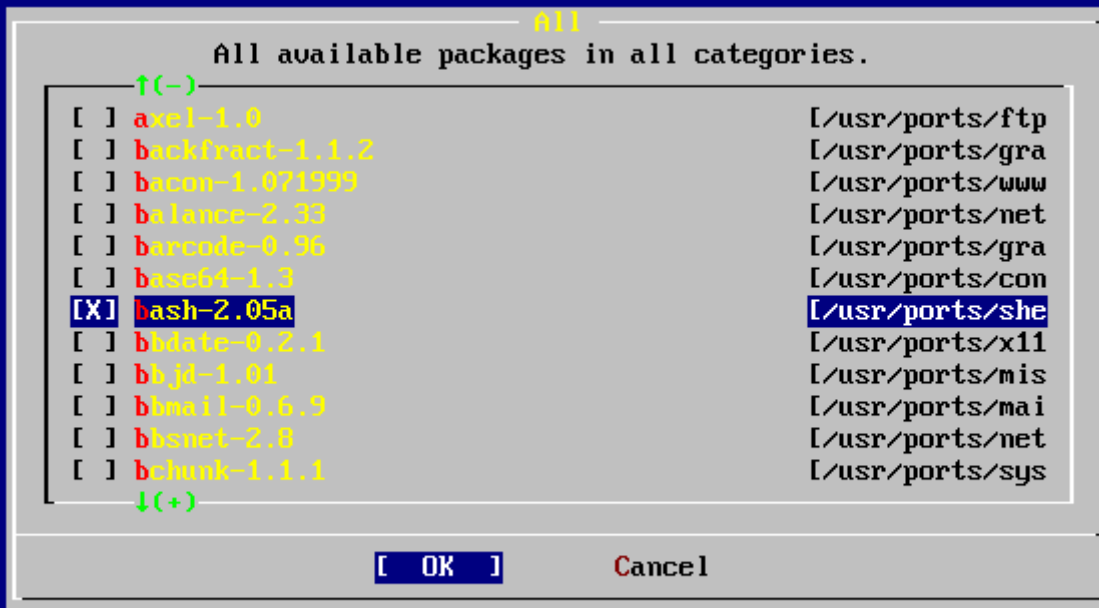 All
All available packages in all categories.
↑(-)
[ ] axel-1.0 [/usr/ports/ftp
[ ] backfract-1.1.2 [/usr/ports/gra
[ ] bacon-1.071999 [/usr/ports/www
[ ] balance-2.33 [/usr/ports/net
[ ] barcode-0.96 [/usr/ports/gra
[ ] base64-1.3 [/usr/ports/con
[X] bash-2.05a [/usr/ports/she
[ ] bbdate-0.2.1 [/usr/ports/x11
[ ] bbjd-1.01 [/usr/ports/mis
[ ] bbmail-0.6.9 [/usr/ports/mai
[ ] bbsnet-2.8 [/usr/ports/net
[ ] bchunk-1.1.1 [/usr/ports/sys
↓(+)
[ OK ] Cancel